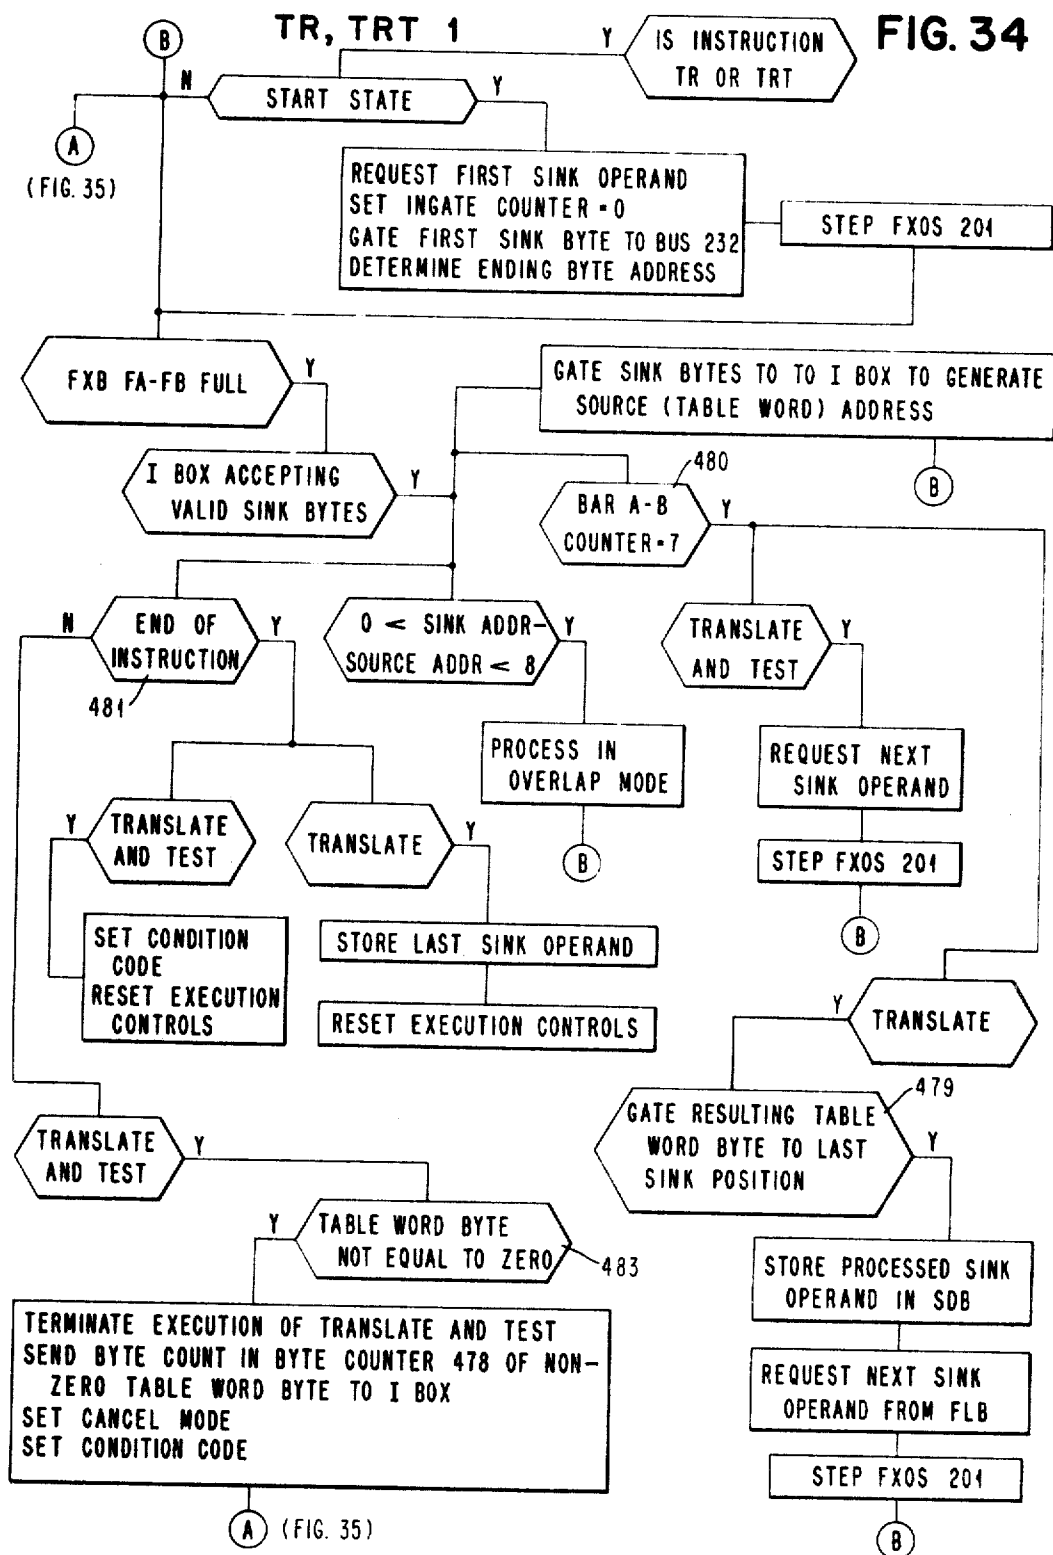 TR, TRT 1
FIG. 34
B
Y
IS INSTRUCTION
TR OR TRT
N
START STATE
Y
A
(FIG. 35)
REQUEST FIRST SINK OPERAND
SET INGATE COUNTER=0
GATE FIRST SINK BYTE TO BUS 232
DETERMINE ENDING BYTE ADDRESS
STEP FXOS 201
FXB FA-FB FULL
Y
GATE SINK BYTES TO TO I BOX TO GENERATE
SOURCE (TABLE WORD) ADDRESS
B
I BOX ACCEPTING
VALID SINK BYTES
Y
480
BAR A-B
COUNTER=7
Y
N
END OF
INSTRUCTION
Y
481
0 < SINK ADDR-
SOURCE ADDR < 8
Y
TRANSLATE
AND TEST
Y
PROCESS IN
OVERLAP MODE
B
REQUEST NEXT
SINK OPERAND
STEP FXOS 201
B
Y
TRANSLATE
AND TEST
TRANSLATE
Y
SET CONDITION
CODE
RESET EXECUTION
CONTROLS
STORE LAST SINK OPERAND
RESET EXECUTION CONTROLS
Y
TRANSLATE
479
GATE RESULTING TABLE
WORD BYTE TO LAST
SINK POSITION
Y
TRANSLATE
AND TEST
Y
Y
TABLE WORD BYTE
NOT EQUAL TO ZERO
483
STORE PROCESSED SINK
OPERAND IN SDB
REQUEST NEXT SINK
OPERAND FROM FLB
STEP FXOS 201
B
TERMINATE EXECUTION OF TRANSLATE AND TEST
SEND BYTE COUNT IN BYTE COUNTER 478 OF NON-
ZERO TABLE WORD BYTE TO I BOX
SET CANCEL MODE
SET CONDITION CODE
A
(FIG. 35)